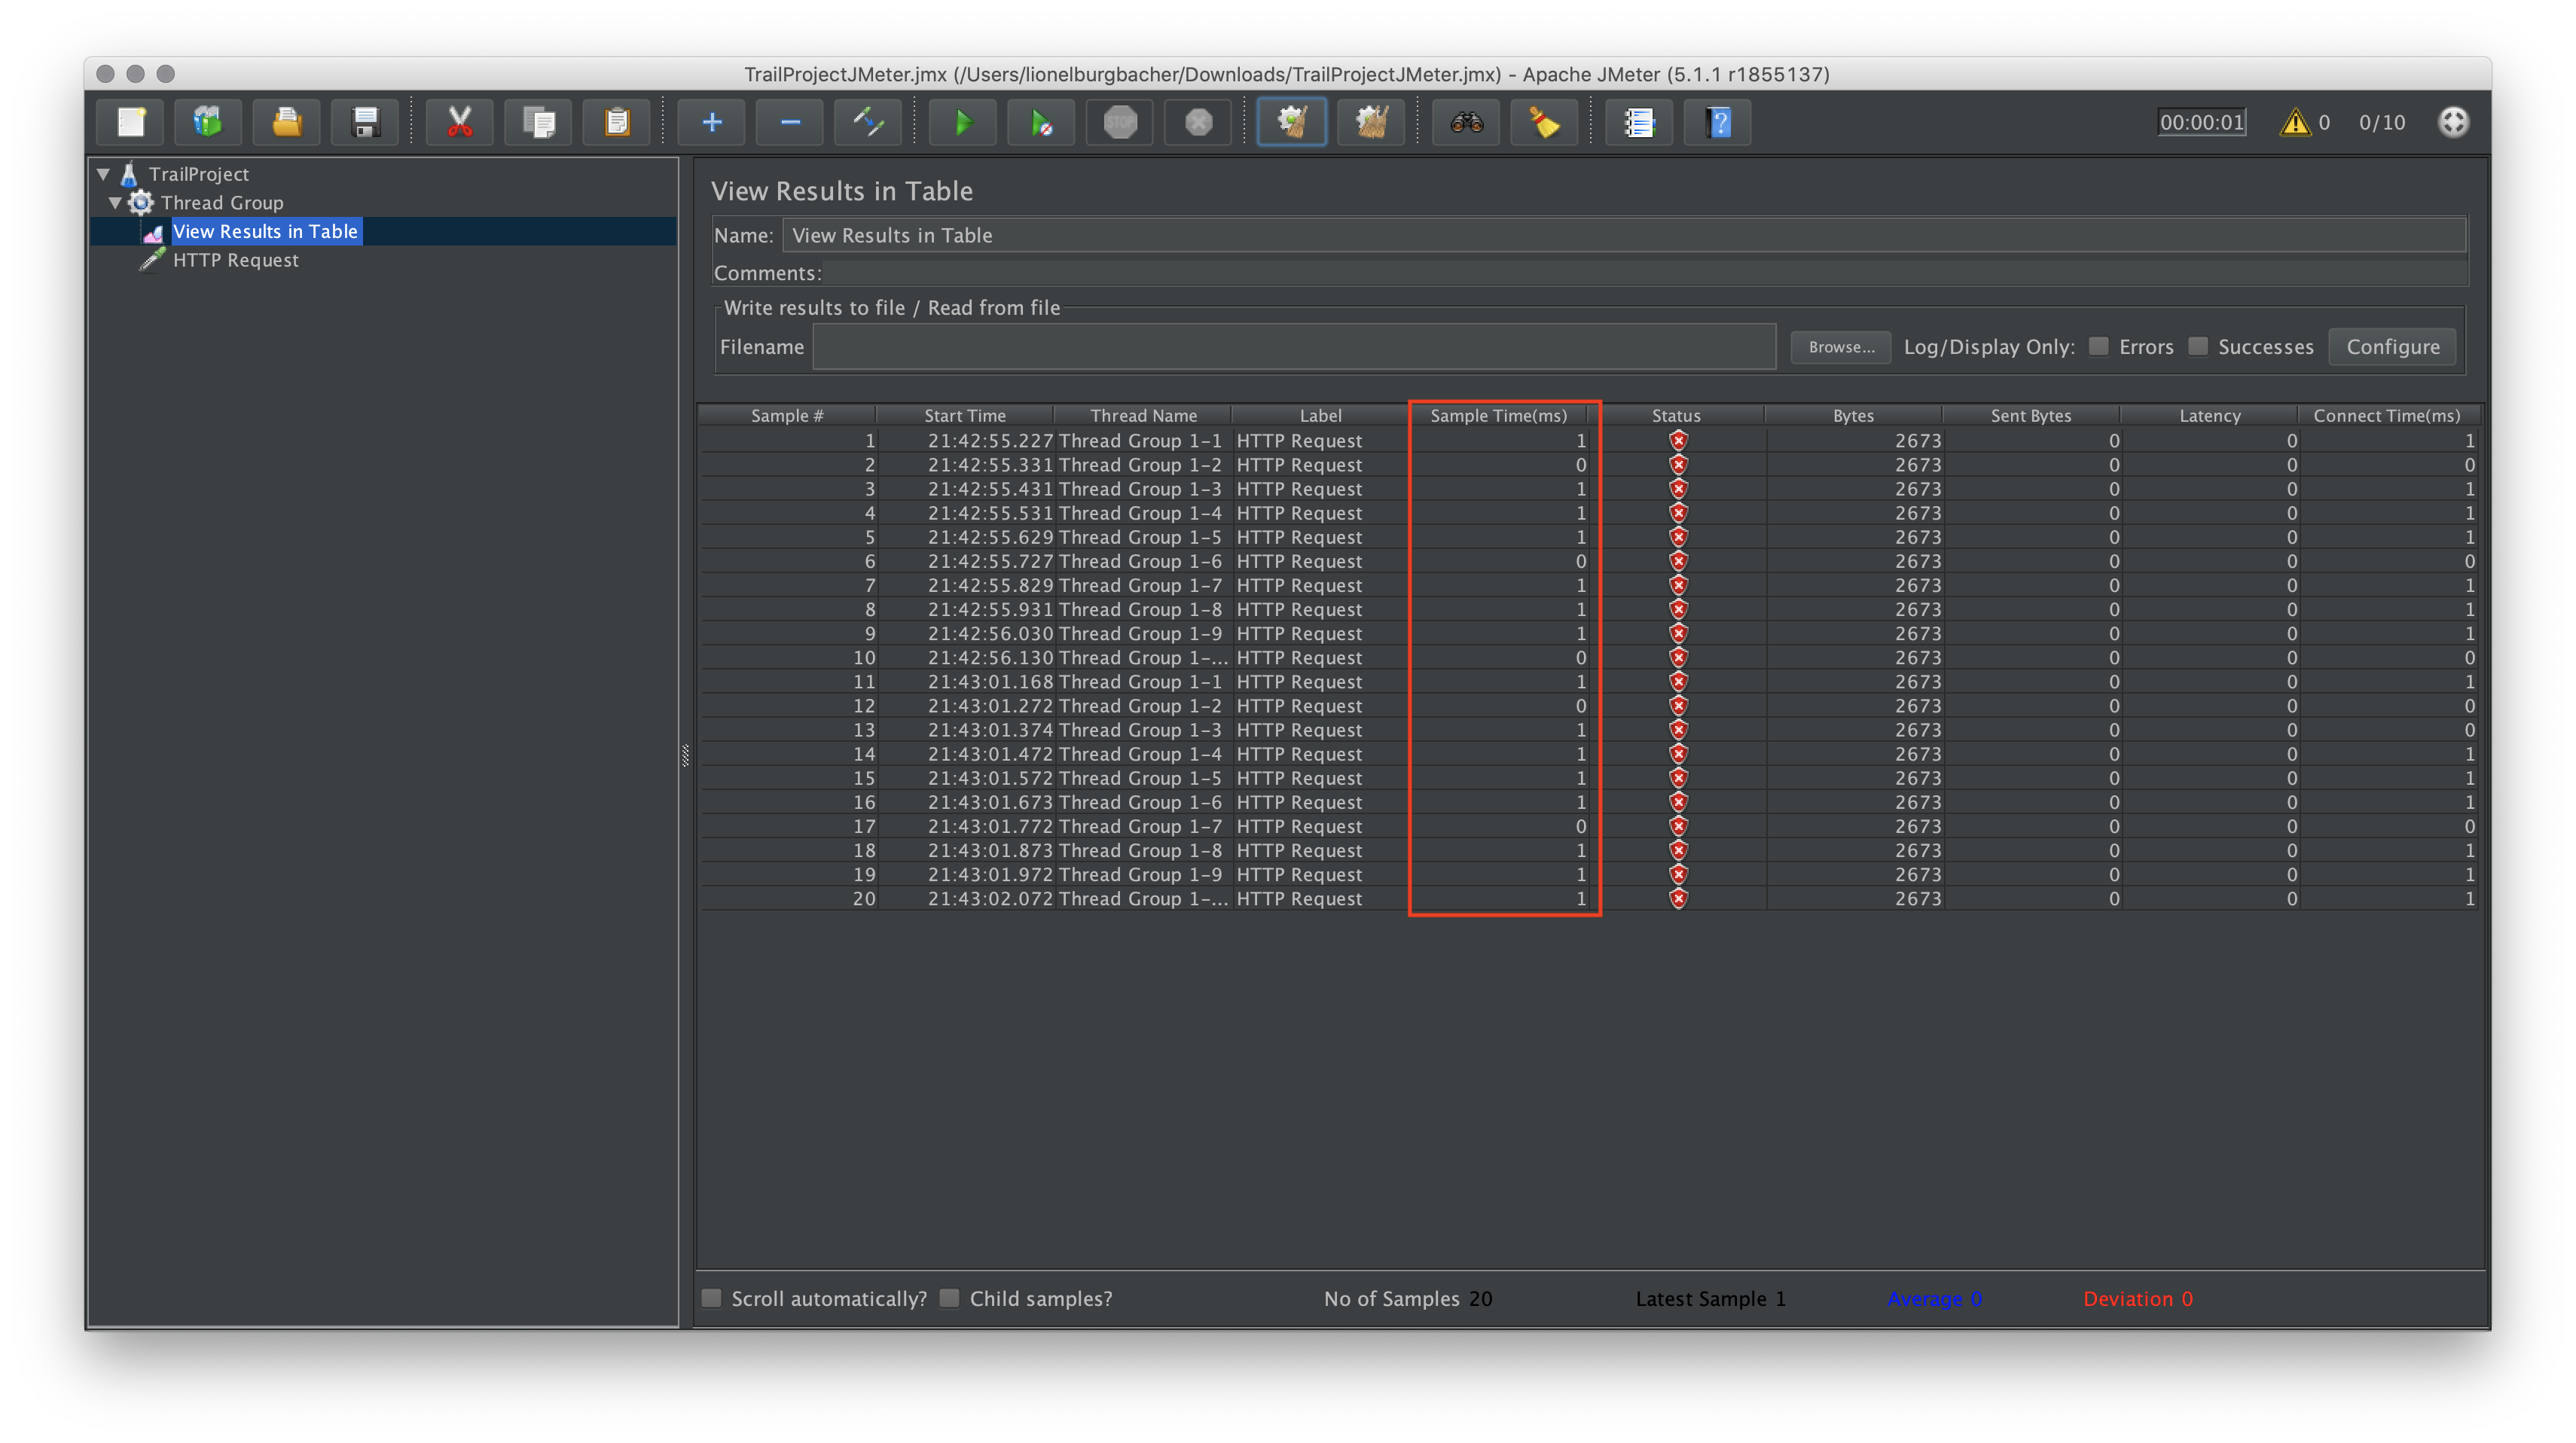 TrailProjectJMeter.jmx (/Users/lionelburgbacher/Downloads/TrailProjectJMeter.jmx) - Apache JMeter (5.1.1 r1855137)
STOP
?
00:00:01 0 0/10
TrailProject
Thread Group
View Results in Table
HTTP Request
View Results in Table
Name: View Results in Table
Comments:
Write results to file / Read from file
Filename Browse... Log/Display Only: Errors Successes Configure
Sample # Start Time Thread Name Label Sample Time(ms) Status Bytes Sent Bytes Latency Connect Time(ms)
1 21:42:55.227 Thread Group 1-1 HTTP Request 1 2673 0 0 1
2 21:42:55.331 Thread Group 1-2 HTTP Request 0 2673 0 0 0
3 21:42:55.431 Thread Group 1-3 HTTP Request 1 2673 0 0 1
4 21:42:55.531 Thread Group 1-4 HTTP Request 1 2673 0 0 1
5 21:42:55.629 Thread Group 1-5 HTTP Request 1 2673 0 0 1
6 21:42:55.727 Thread Group 1-6 HTTP Request 0 2673 0 0 0
7 21:42:55.829 Thread Group 1-7 HTTP Request 1 2673 0 0 1
8 21:42:55.931 Thread Group 1-8 HTTP Request 1 2673 0 0 1
9 21:42:56.030 Thread Group 1-9 HTTP Request 1 2673 0 0 1
10 21:42:56.130 Thread Group 1-... HTTP Request 0 2673 0 0 0
11 21:43:01.168 Thread Group 1-1 HTTP Request 1 2673 0 0 1
12 21:43:01.272 Thread Group 1-2 HTTP Request 0 2673 0 0 0
13 21:43:01.374 Thread Group 1-3 HTTP Request 1 2673 0 0 0
14 21:43:01.472 Thread Group 1-4 HTTP Request 1 2673 0 0 1
15 21:43:01.572 Thread Group 1-5 HTTP Request 1 2673 0 0 1
16 21:43:01.673 Thread Group 1-6 HTTP Request 1 2673 0 0 1
17 21:43:01.772 Thread Group 1-7 HTTP Request 0 2673 0 0 0
18 21:43:01.873 Thread Group 1-8 HTTP Request 1 2673 0 0 1
19 21:43:01.972 Thread Group 1-9 HTTP Request 1 2673 0 0 1
20 21:43:02.072 Thread Group 1-... HTTP Request 1 2673 0 0 1
Scroll automatically? Child samples? No of Samples 20 Latest Sample 1 Average 0 Deviation 0